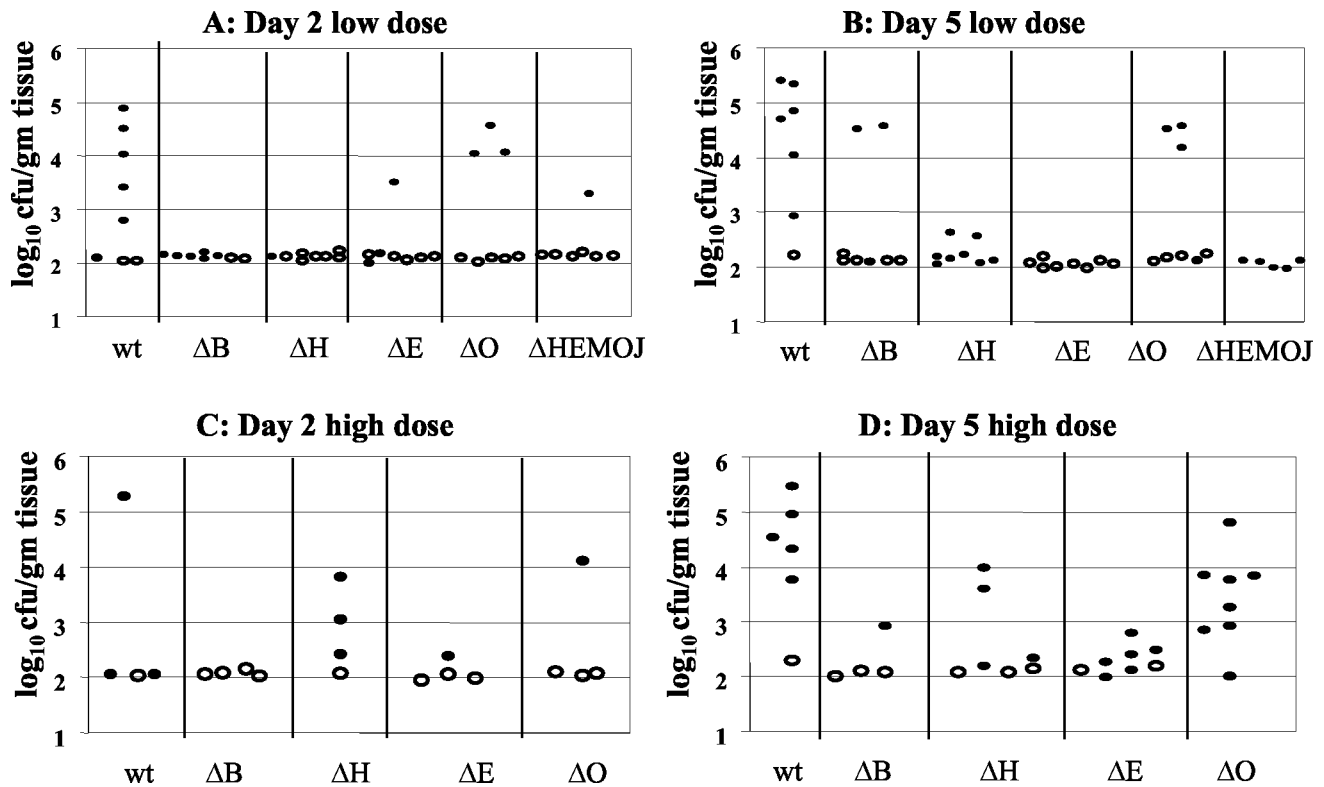 A: Day 2 low dose
log10 cfu/gm tissue
6
5
4
3
2
1
wt ΔB ΔH ΔE ΔO ΔHEMOJ
B: Day 5 low dose
log10 cfu/gm tissue
6
5
4
3
2
1
wt ΔB ΔH ΔE ΔO ΔHEMOJ
C: Day 2 high dose
log10 cfu/gm tissue
6
5
4
3
2
1
wt ΔB ΔH ΔE ΔO
D: Day 5 high dose
log10 cfu/gm tissue
6
5
4
3
2
1
wt ΔB ΔH ΔE ΔO